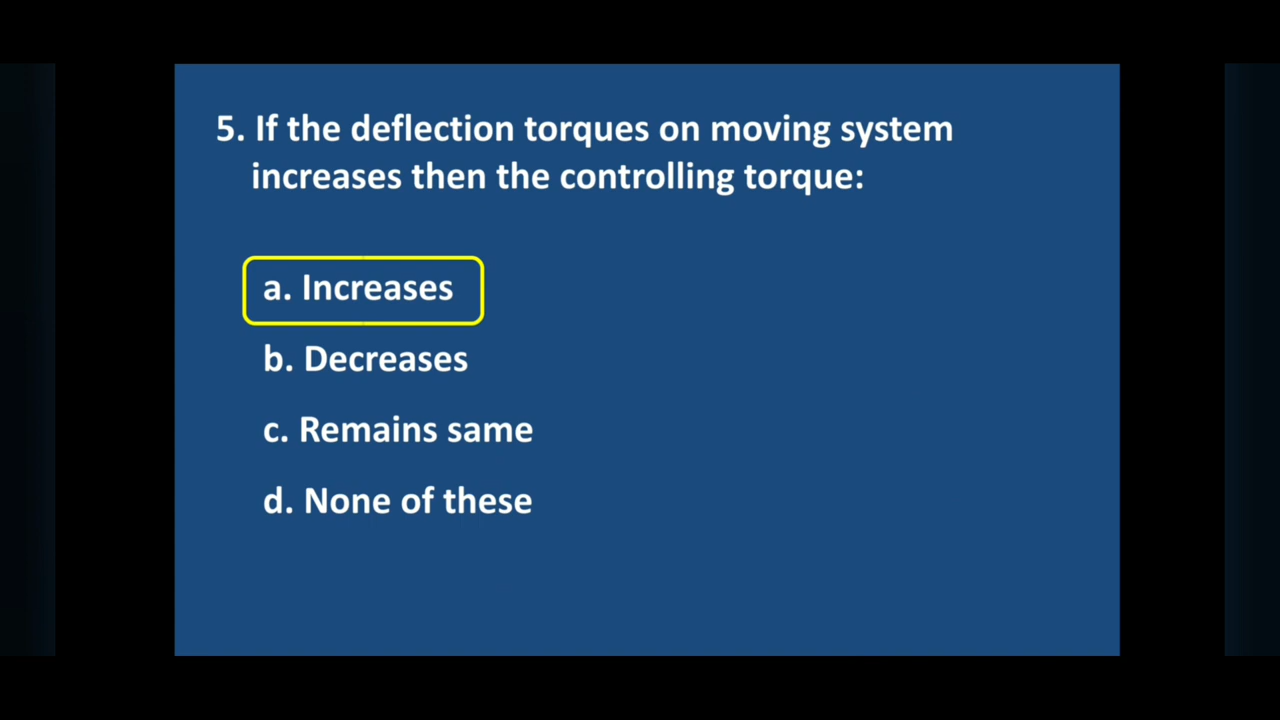 5. If the deflection torques on moving system
increases then the controlling torque:
a. Increases
b. Decreases
c. Remains same
d. None of these